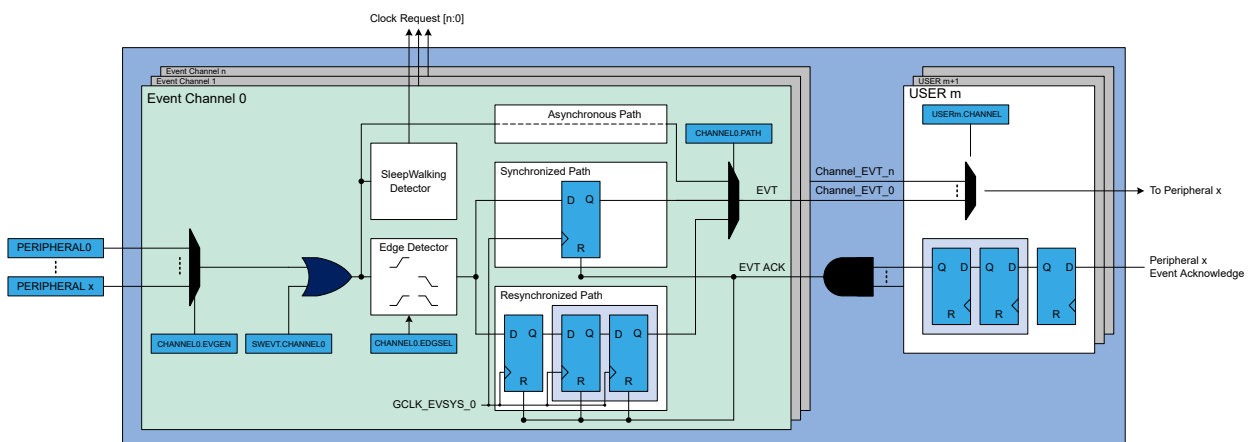 Clock Request [n:0]
Event Channel n
Event Channel 1
Event Channel 0
USER m+1
USER m
Asynchronous Path
CHANNEL0.PATH
USERm.CHANNEL
SleepWalking
Detector
Synchronized Path
D Q
R
EVT
Channel_EVT_n
Channel_EVT_0
To Peripheral x
PERIPHERAL0
PERIPHERAL x
Edge Detector
EVT ACK
Q D
R
Q D
R
Q D
R
Peripheral x
Event Acknowledge
Resynchronized Path
D Q
R
D Q
R
D Q
R
CHANNEL0.EVGEN
SWEVT.CHANNEL0
CHANNEL0.EDGSEL
GCLK_EVSYS_0